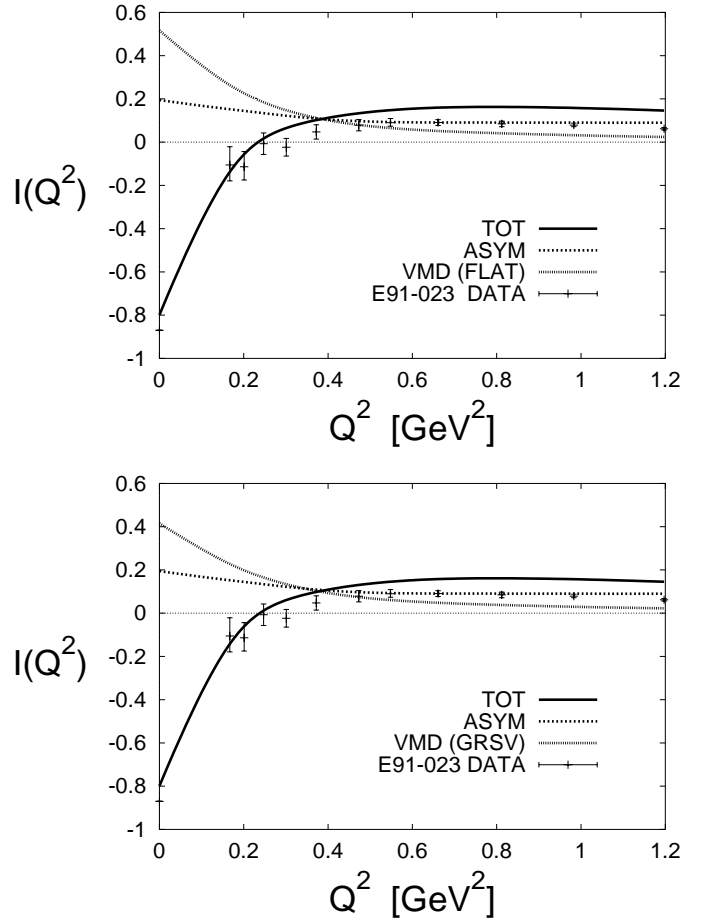 0.6
0.4
0.2
0
-0.2
-0.4
-0.6
-0.8
-1
I(Q²)
TOT
ASYM
VMD (FLAT)
E91-023 DATA
0 0.2 0.4 0.6 0.8 1 1.2
Q² [GeV²]
0.6
0.4
0.2
0
-0.2
-0.4
-0.6
-0.8
-1
I(Q²)
TOT
ASYM
VMD (GRSV)
E91-023 DATA
0 0.2 0.4 0.6 0.8 1 1.2
Q² [GeV²]